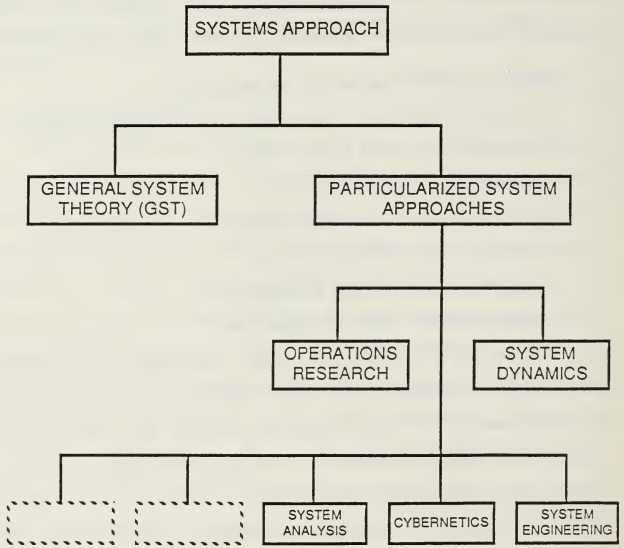 SYSTEMS APPROACH
GENERAL SYSTEM
THEORY (GST)
PARTICULARIZED SYSTEM
APPROACHES
OPERATIONS
RESEARCH
SYSTEM
DYNAMICS
SYSTEM
ANALYSIS
CYBERNETICS
SYSTEM
ENGINEERING